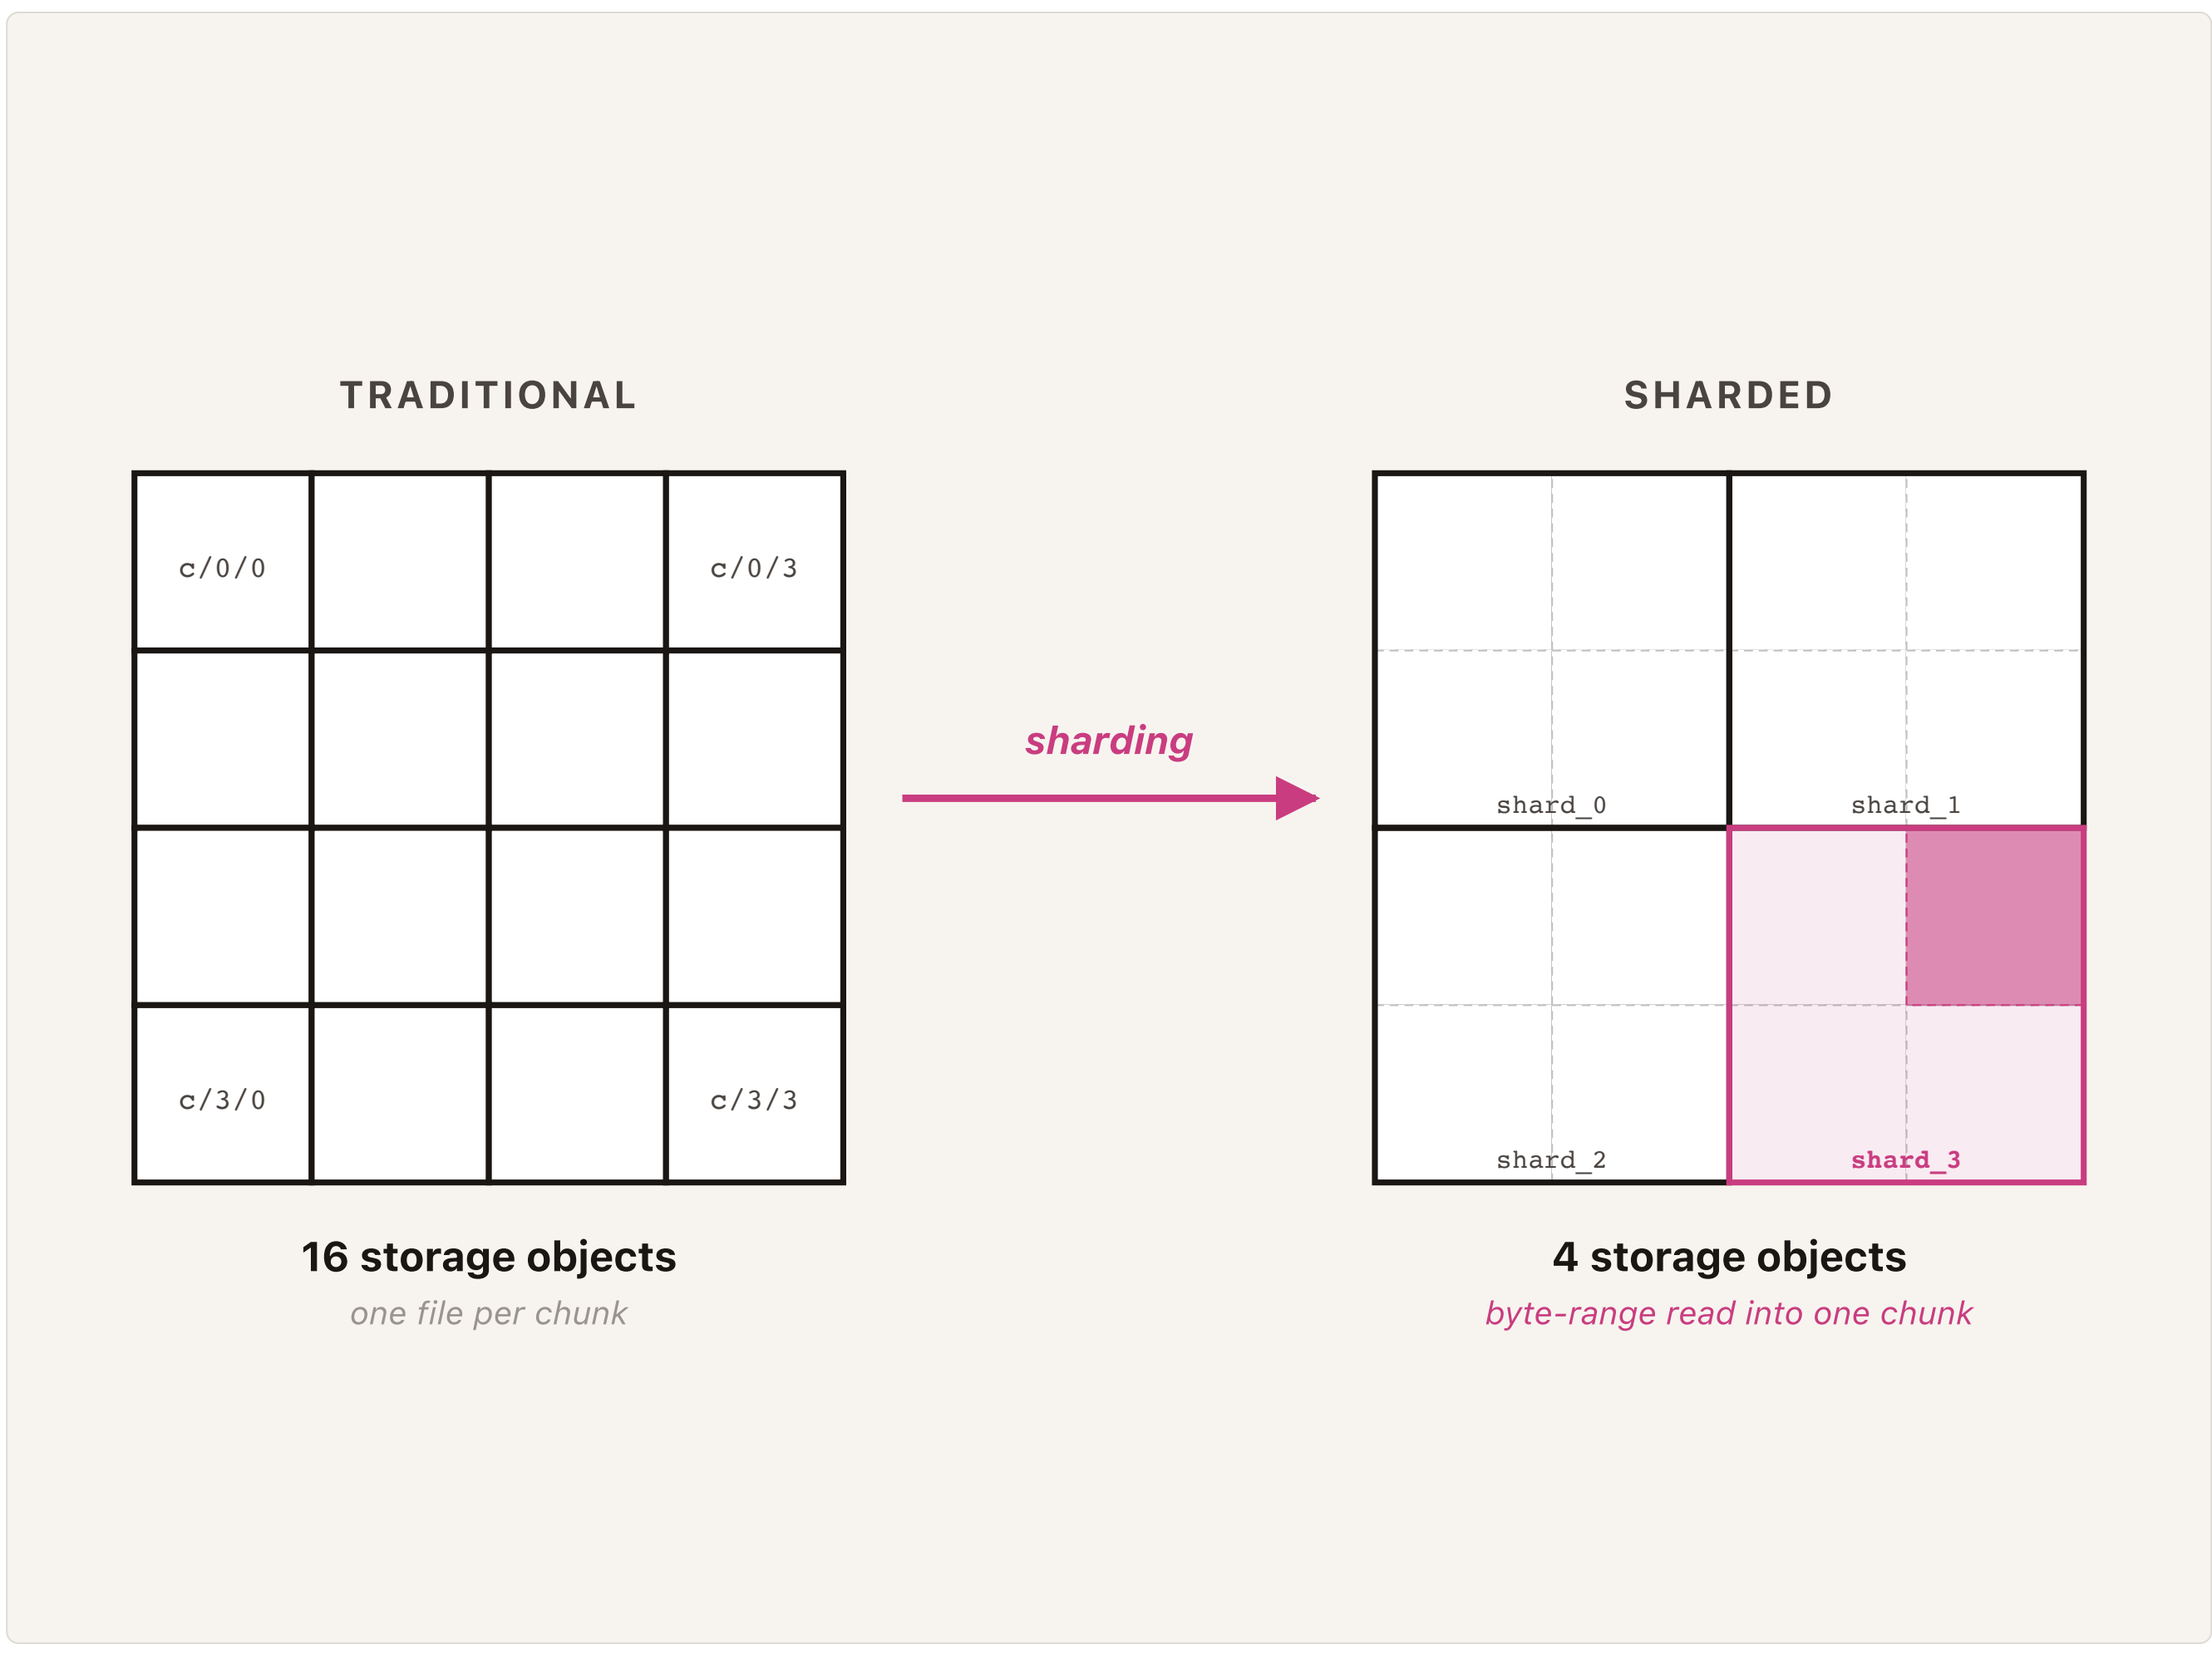 TRADITIONAL
SHARDED
c/0/0
c/0/3
sharding
shard_0
shard_1
c/3/0
c/3/3
shard_2
shard_3
16 storage objects
4 storage objects
one file per chunk
byte-range read into one chunk